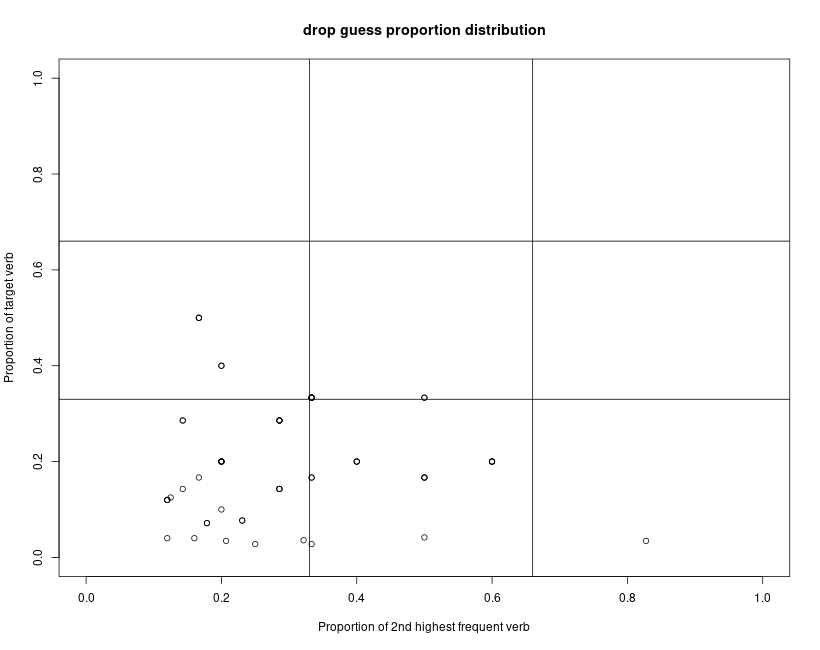 drop guess proportion distribution
1.0
0.8
0.6
0.4
0.2
0.0
Proportion of target verb
0.0 0.2 0.4 0.6 0.8 1.0
Proportion of 2nd highest frequent verb